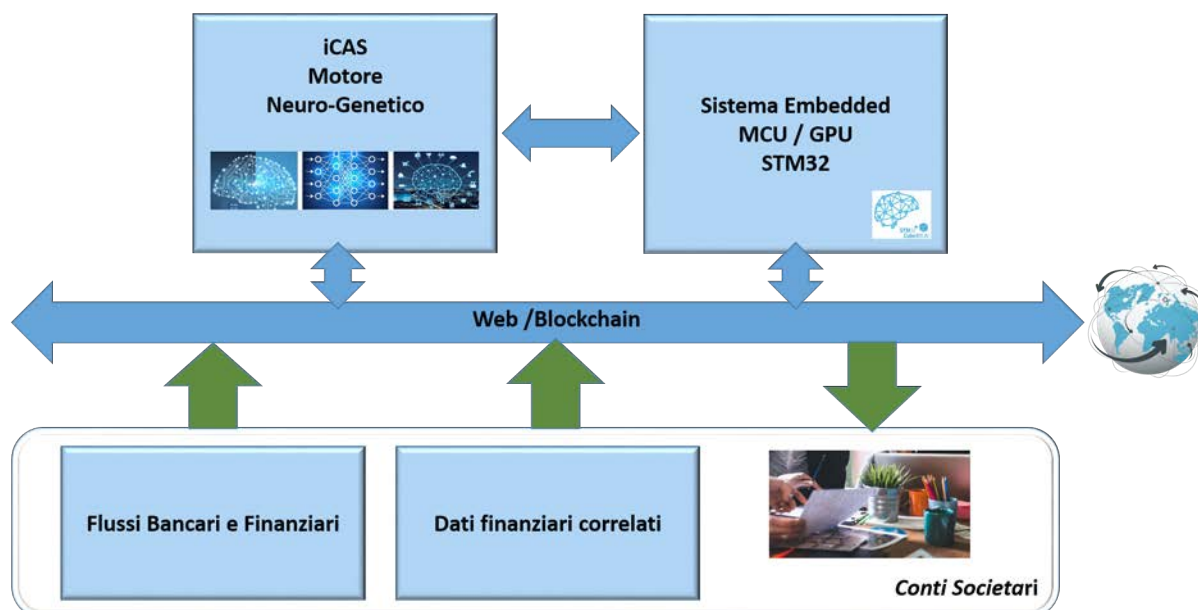 iCAS
Motore
Neuro-Genetico
Sistema Embedded
MCU / GPU
STM32
Web /Blockchain
Flussi Bancari e Finanziari
Dati finanziari correlati
Conti Societari